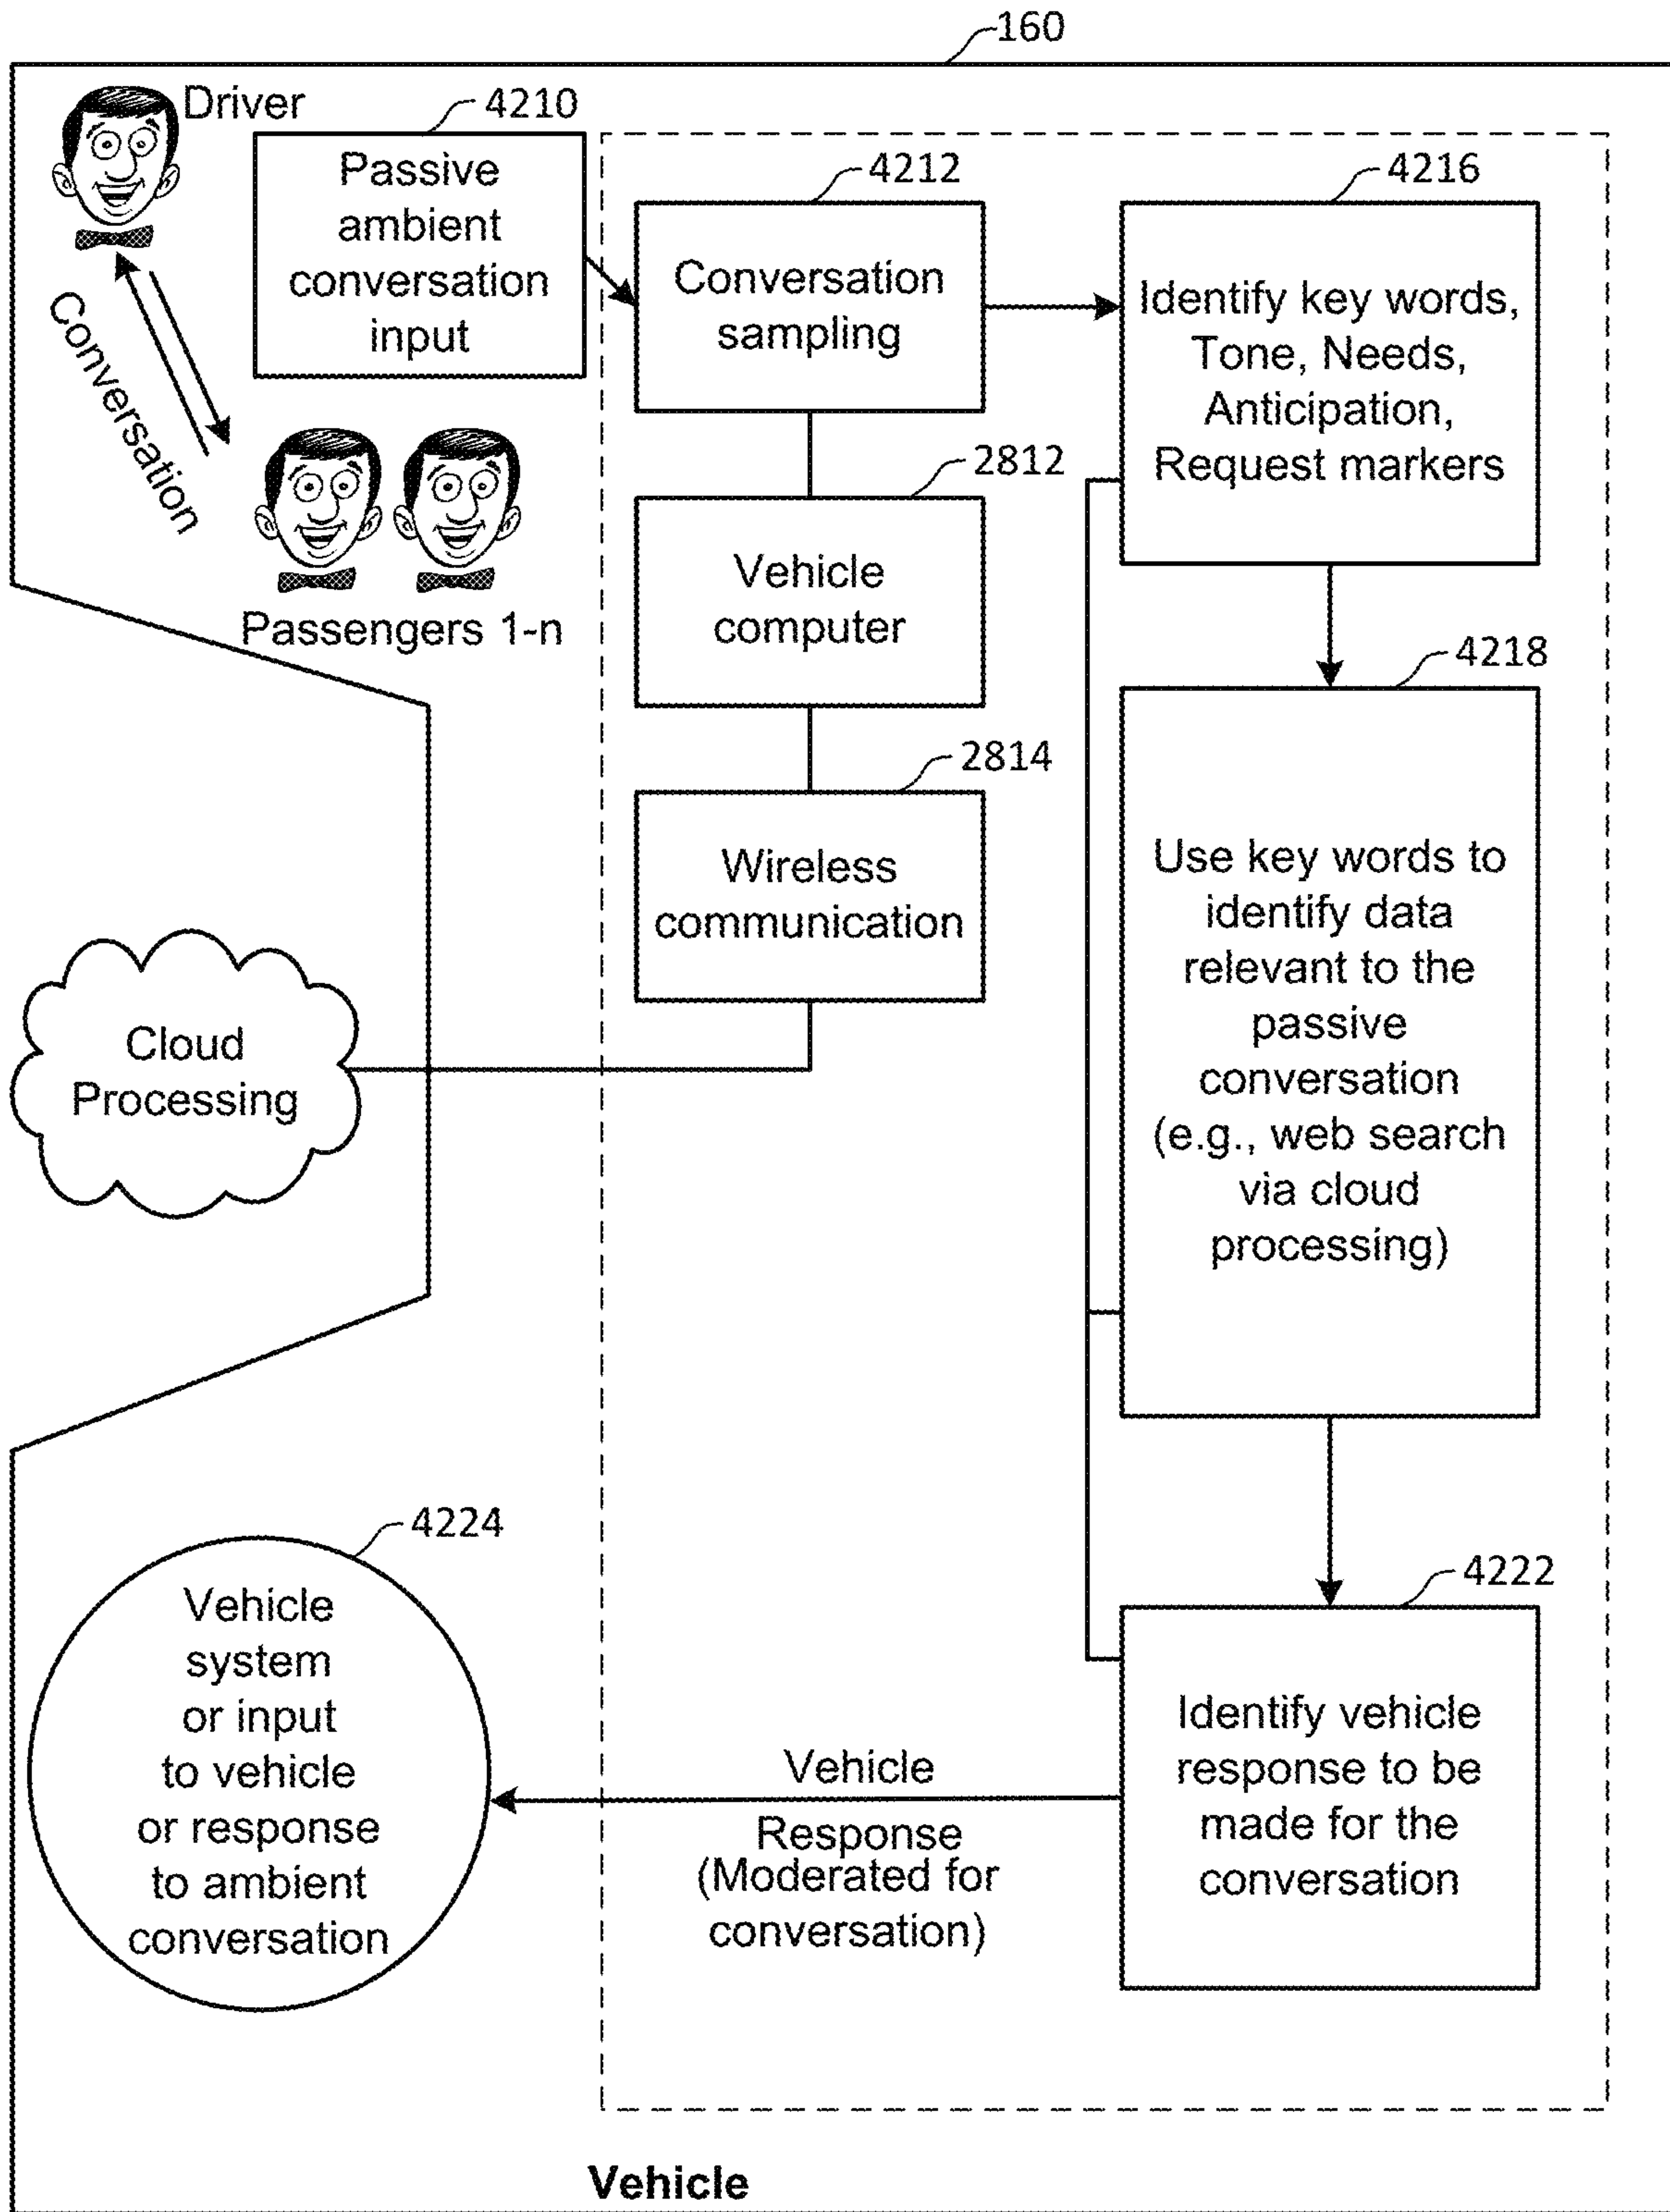 160
Driver
4210
Passive
ambient
conversation
input
Conversation
Passengers 1-n
4212
Conversation
sampling
4216
Identify key words,
Tone, Needs,
Anticipation,
Request markers
2812
Vehicle
computer
2814
Wireless
communication
4218
Use key words to
identify data
relevant to the
passive
conversation
(e.g., web search
via cloud
processing)
Cloud
Processing
4224
Vehicle
system
or input
to vehicle
or response
to ambient
conversation
4222
Identify vehicle
response to be
made for the
conversation
Vehicle
Response
(Moderated for
conversation)
Vehicle